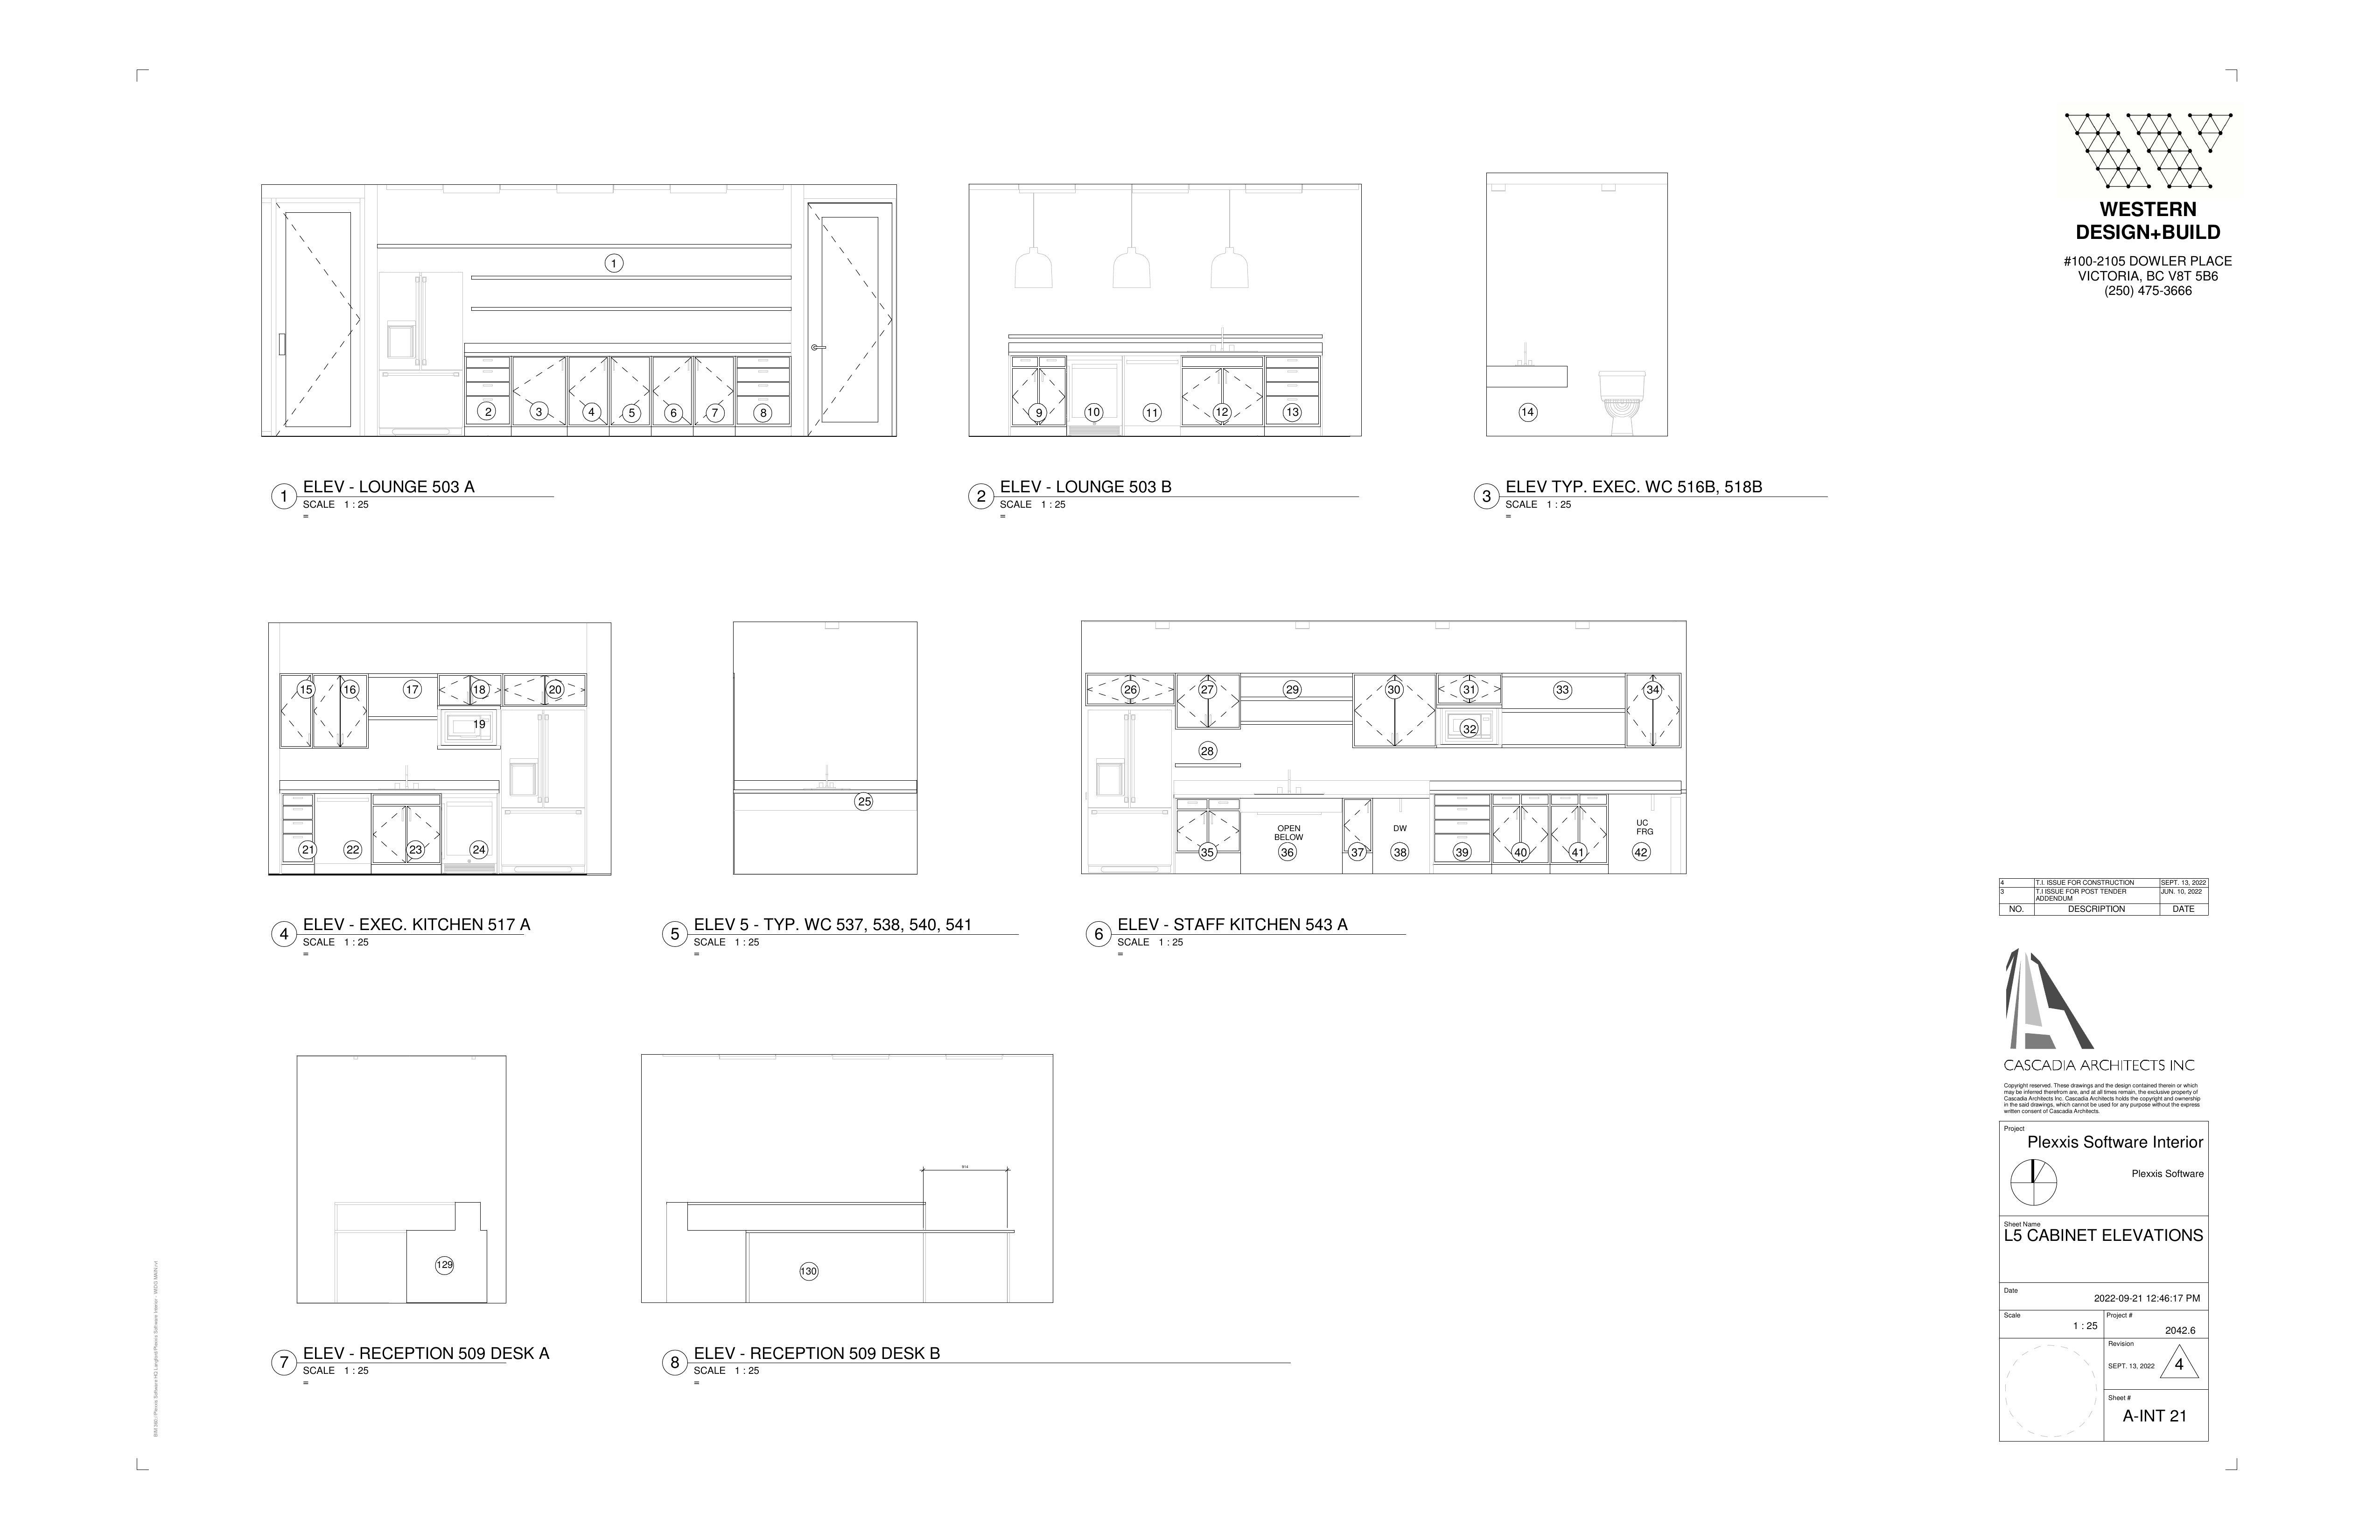 WESTERN
DESIGN+BUILD
#100-2105 DOWLER PLACE
VICTORIA, BC V8T 5B6
(250) 475-3666
1
2
3
4
5
6
7
8
9
10
11
12
13
14
1
ELEV - LOUNGE 503 A
SCALE 1 : 25
=
2
ELEV - LOUNGE 503 B
SCALE 1 : 25
=
3
ELEV TYP. EXEC. WC 516B, 518B
SCALE 1 : 25
=
15
16
17
18
20
19
21
22
23
24
25
26
27
29
30
31
33
34
32
28
OPEN
BELOW
DW
UC
FRG
35
36
37
38
39
40
41
42
4
ELEV - EXEC. KITCHEN 517 A
SCALE 1 : 25
=
5
ELEV 5 - TYP. WC 537, 538, 540, 541
SCALE 1 : 25
=
6
ELEV - STAFF KITCHEN 543 A
SCALE 1 : 25
=
129
130
7
ELEV - RECEPTION 509 DESK A
SCALE 1 : 25
=
8
ELEV - RECEPTION 509 DESK B
SCALE 1 : 25
=
4 T.I. ISSUE FOR CONSTRUCTION SEPT. 13, 2022
3 T.I ISSUE FOR POST TENDER JUN. 10, 2022
ADDENDUM
NO. DESCRIPTION DATE
CASCADIA ARCHITECTS INC
Copyright reserved. These drawings and the design contained therein or which
may be inferred therefrom are, and at all times remain, the exclusive property of
Cascadia Architects Inc. Cascadia Architects holds the copyright and ownership
in the said drawings, which cannot be used for any purpose without the express
written consent of Cascadia Architects.
Project
Plexxis Software Interior
Plexxis Software
Sheet Name
L5 CABINET ELEVATIONS
Date
2022-09-21 12:46:17 PM
Scale
1 : 25
Project #
2042.6
Revision
SEPT. 13, 2022
4
Sheet #
A-INT 21